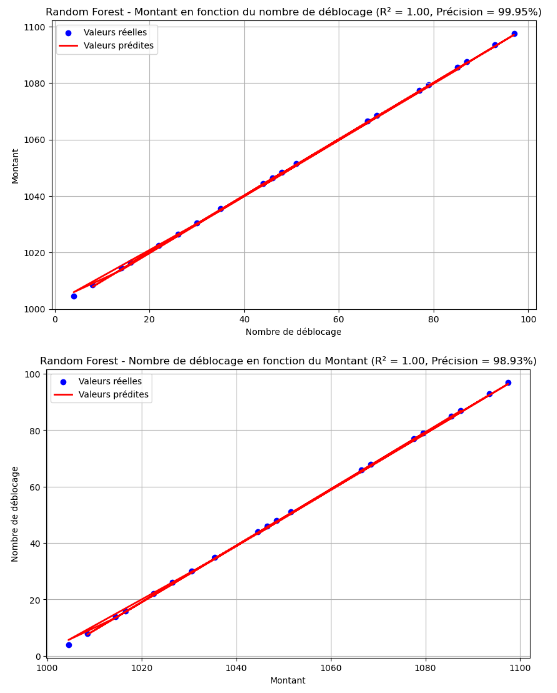 Random Forest - Montant en fonction du nombre de déblocage (R² = 1.00, Précision = 99.95%)
1100
Valeurs réelles
Valeurs prédites
1080
1060
Montant
1040
1020
1000
0 20 40 60 80 100
Nombre de déblocage
Random Forest - Nombre de déblocage en fonction du Montant (R² = 1.00, Précision = 98.93%)
100
Valeurs réelles
Valeurs prédites
80
60
Nombre de déblocage
40
20
0
1000 1020 1040 1060 1080 1100
Montant